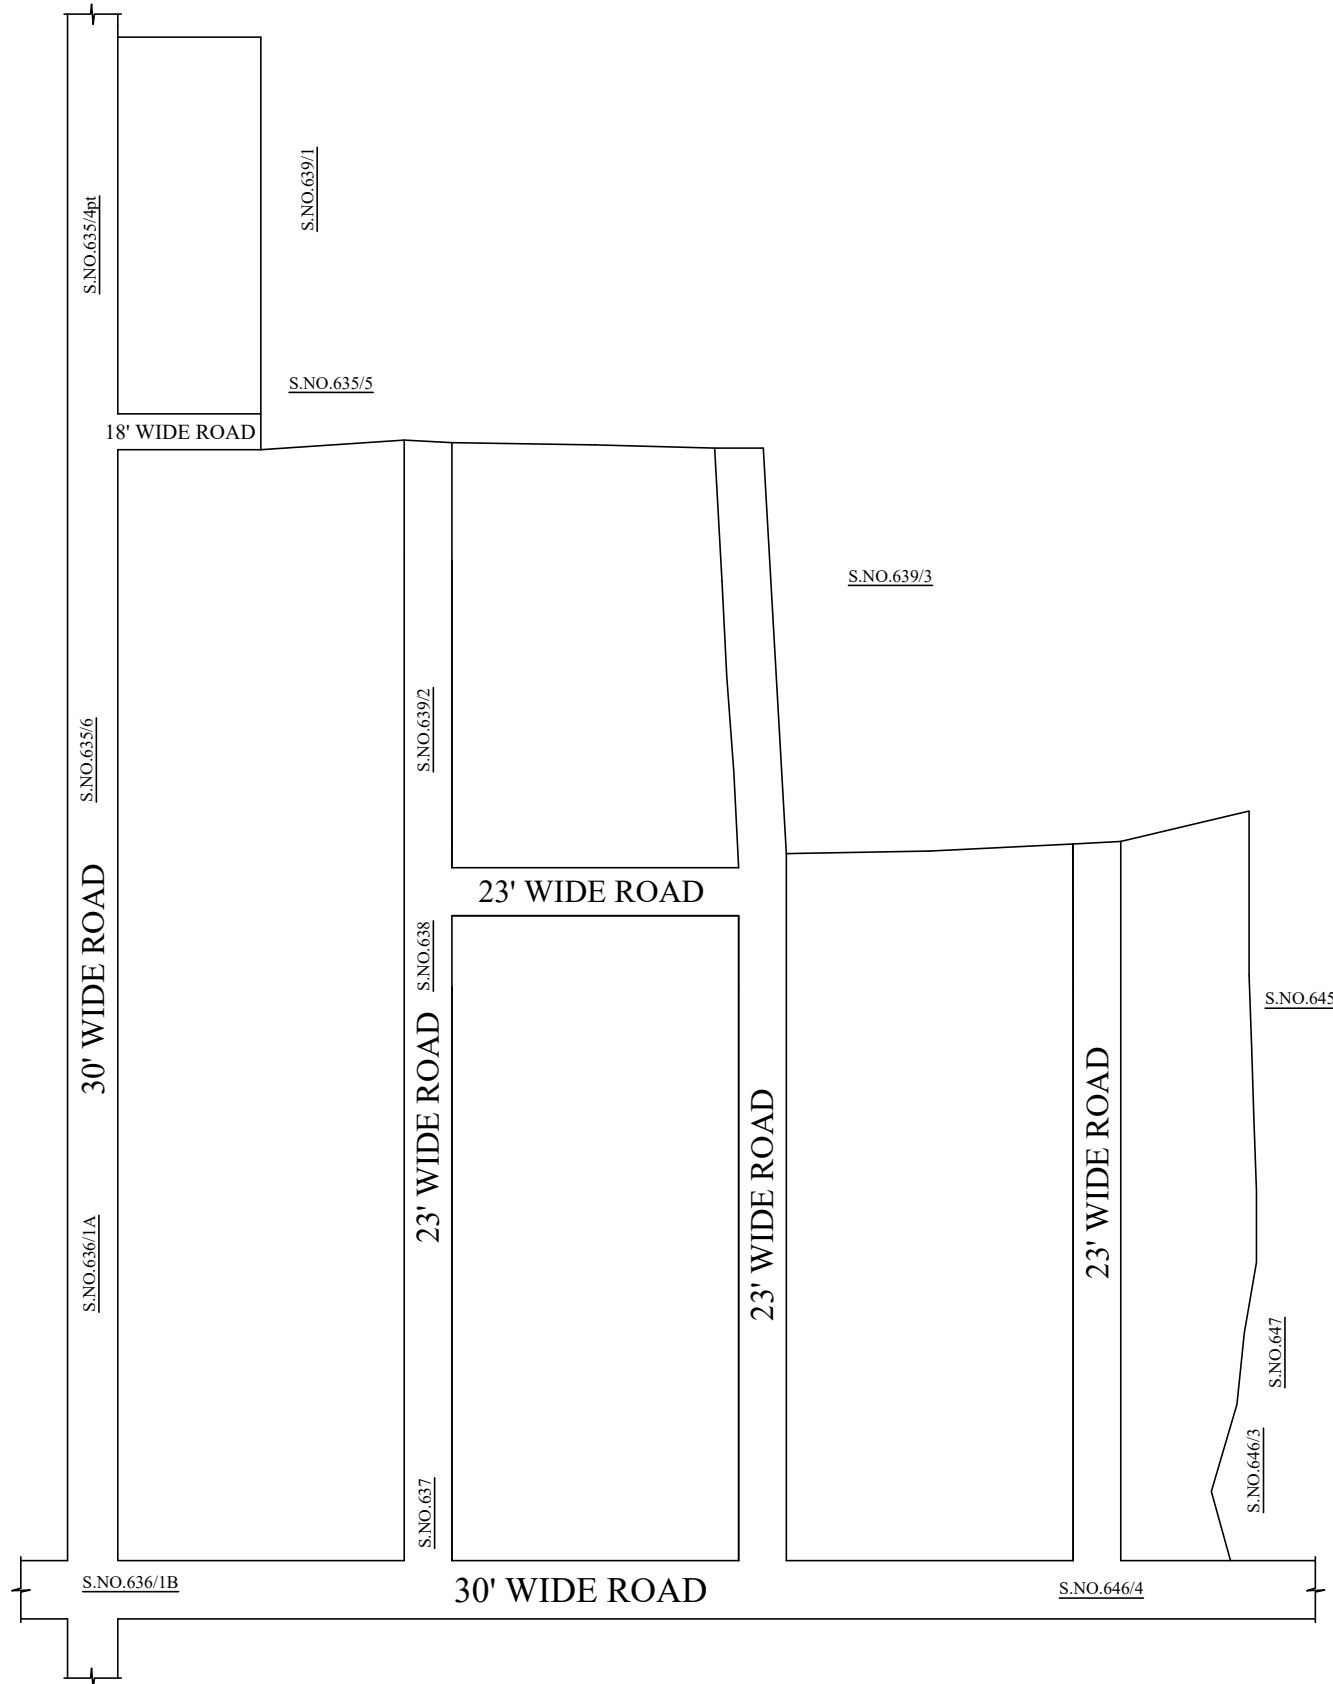 S.NO.639/1
S.NO.635/4pt
S.NO.635/5
18' WIDE ROAD
S.NO.639/3
S.NO.639/2
S.NO.635/6
30' WIDE ROAD
23' WIDE ROAD
S.NO.638
S.NO.645
23' WIDE ROAD
23' WIDE ROAD
23' WIDE ROAD
S.NO.636/1A
S.NO.647
S.NO.646/3
S.NO.637
S.NO.636/1B
30' WIDE ROAD
S.NO.646/4